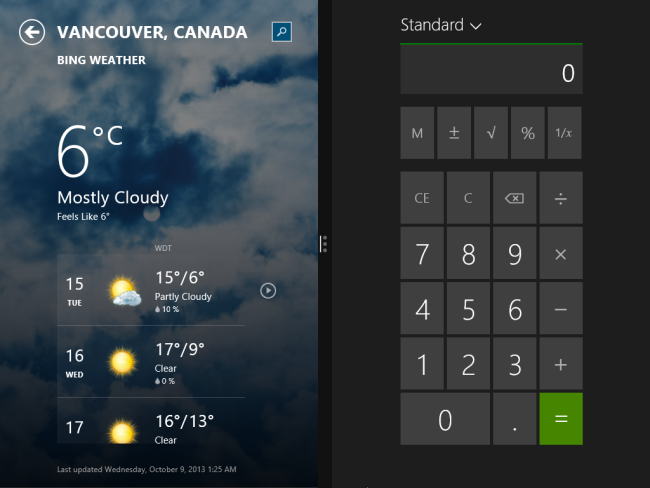 VANCOUVER, CANADA
BING WEATHER
6°C
Mostly Cloudy
Feels Like 6°
WDT
15
TUE
15°/6°
Partly Cloudy
10 %
16
WED
17°/9°
Clear
0 %
17
16°/13°
Clear
Last updated Wednesday, October 9, 2013 1:25 AM
Standard
0
M ± √ % 1/x
CE C ÷
7 8 9 ×
4 5 6 −
1 2 3 +
0 . =